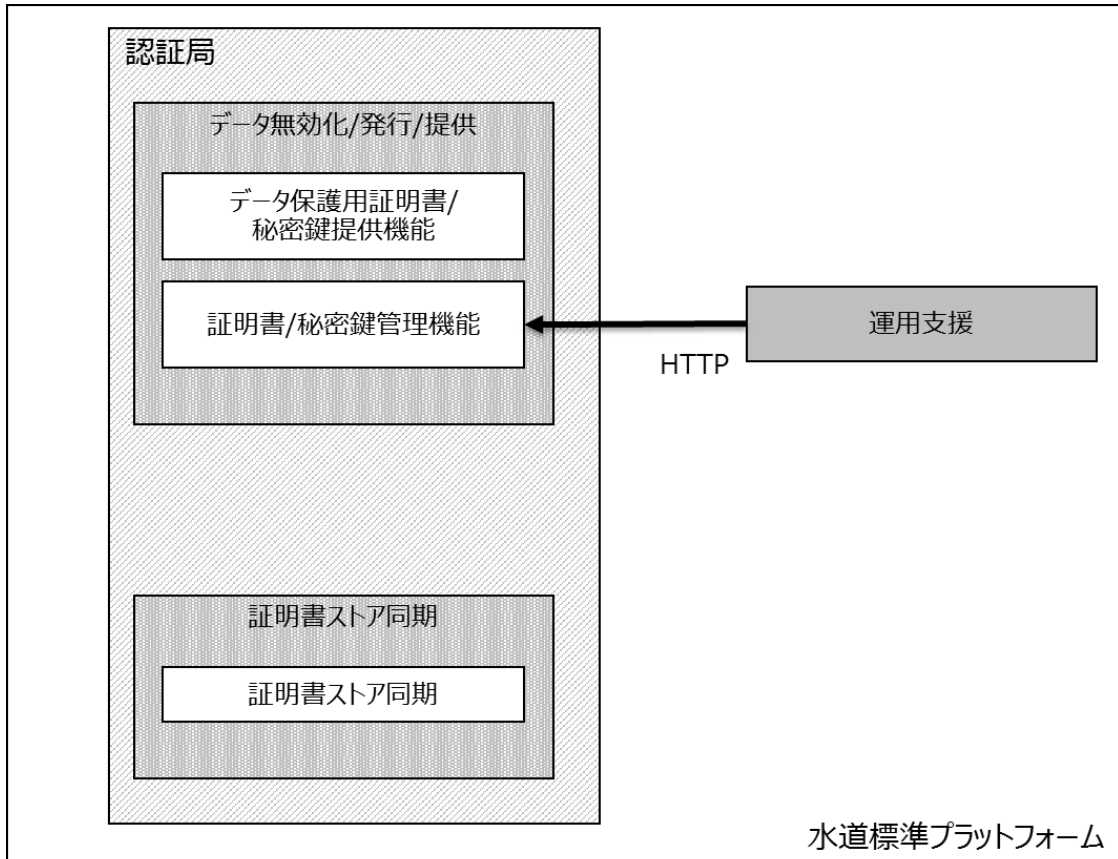 認証局
データ無効化/発行/提供
データ保護用証明書/
秘密鍵提供機能
証明書/秘密鍵管理機能
運用支援
HTTP
証明書ストア同期
証明書ストア同期
水道標準プラットフォーム